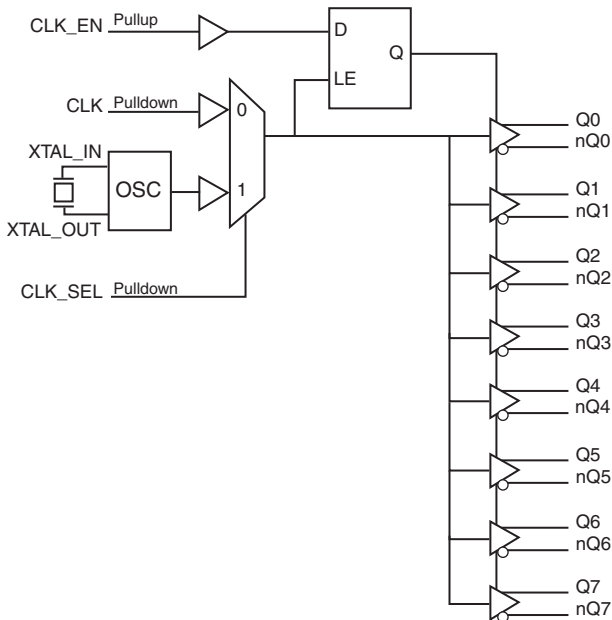 CLK_EN Pullup
D
Q
LE
CLK Pulldown
0
XTAL_IN
OSC
1
XTAL_OUT
CLK_SEL Pulldown
Q0
nQ0
Q1
nQ1
Q2
nQ2
Q3
nQ3
Q4
nQ4
Q5
nQ5
Q6
nQ6
Q7
nQ7